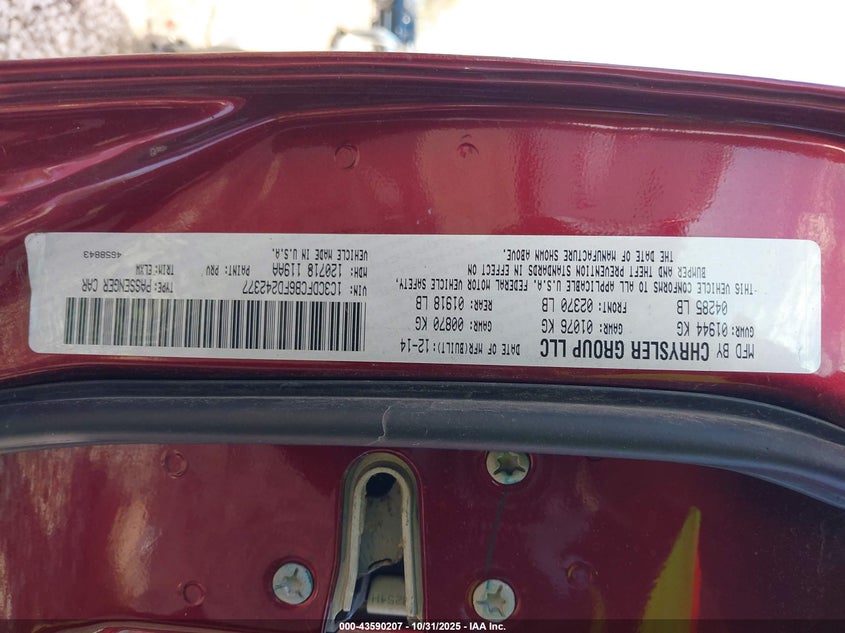 MFD BY CHRYSLER GROUP LLC DATE OF MFR(BUILT): 12-14
GVWR: 01944 KG GAWR: 01076 KG GAWR: 00870 KG
04285 LB FRONT: 02370 LB REAR: 01918 LB
-THIS VEHICLE CONFORMS TO ALL APPLICABLE U.S.A. FEDERAL MOTOR VEHICLE SAFETY,
BUMPER AND THEFT PREVENTION STANDARDS IN EFFECT ON
THE DATE OF MANUFACTURE SHOWN ABOVE.
VIN: 1C3CDFCB6FD242377 TYPE: PASSENGER CAR
MDH: 120718 119AA PAINT: PRV TRIM: ELXW
VEHICLE MADE IN U.S.A. 4658843
000-43590207 - 10/31/2025 - IAA Inc.